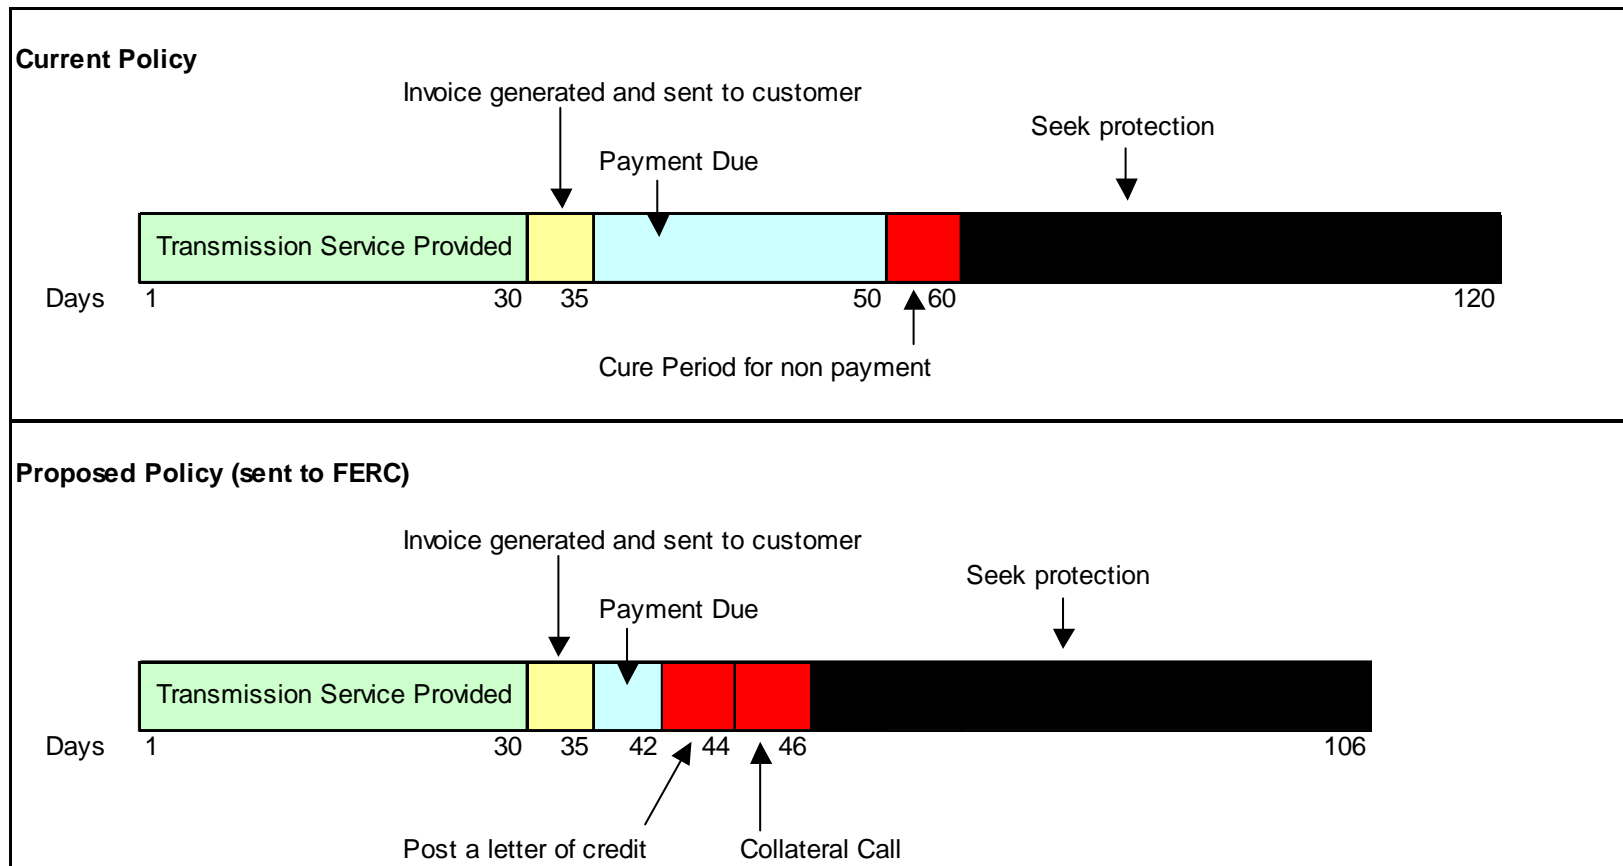 Current Policy
Invoice generated and sent to customer
Seek protection
Payment Due
Transmission Service Provided
Days 1 30 35 50 60 120
Cure Period for non payment
Proposed Policy (sent to FERC)
Invoice generated and sent to customer
Seek protection
Payment Due
Transmission Service Provided
Days 1 30 35 42 44 46 106
Post a letter of credit Collateral Call